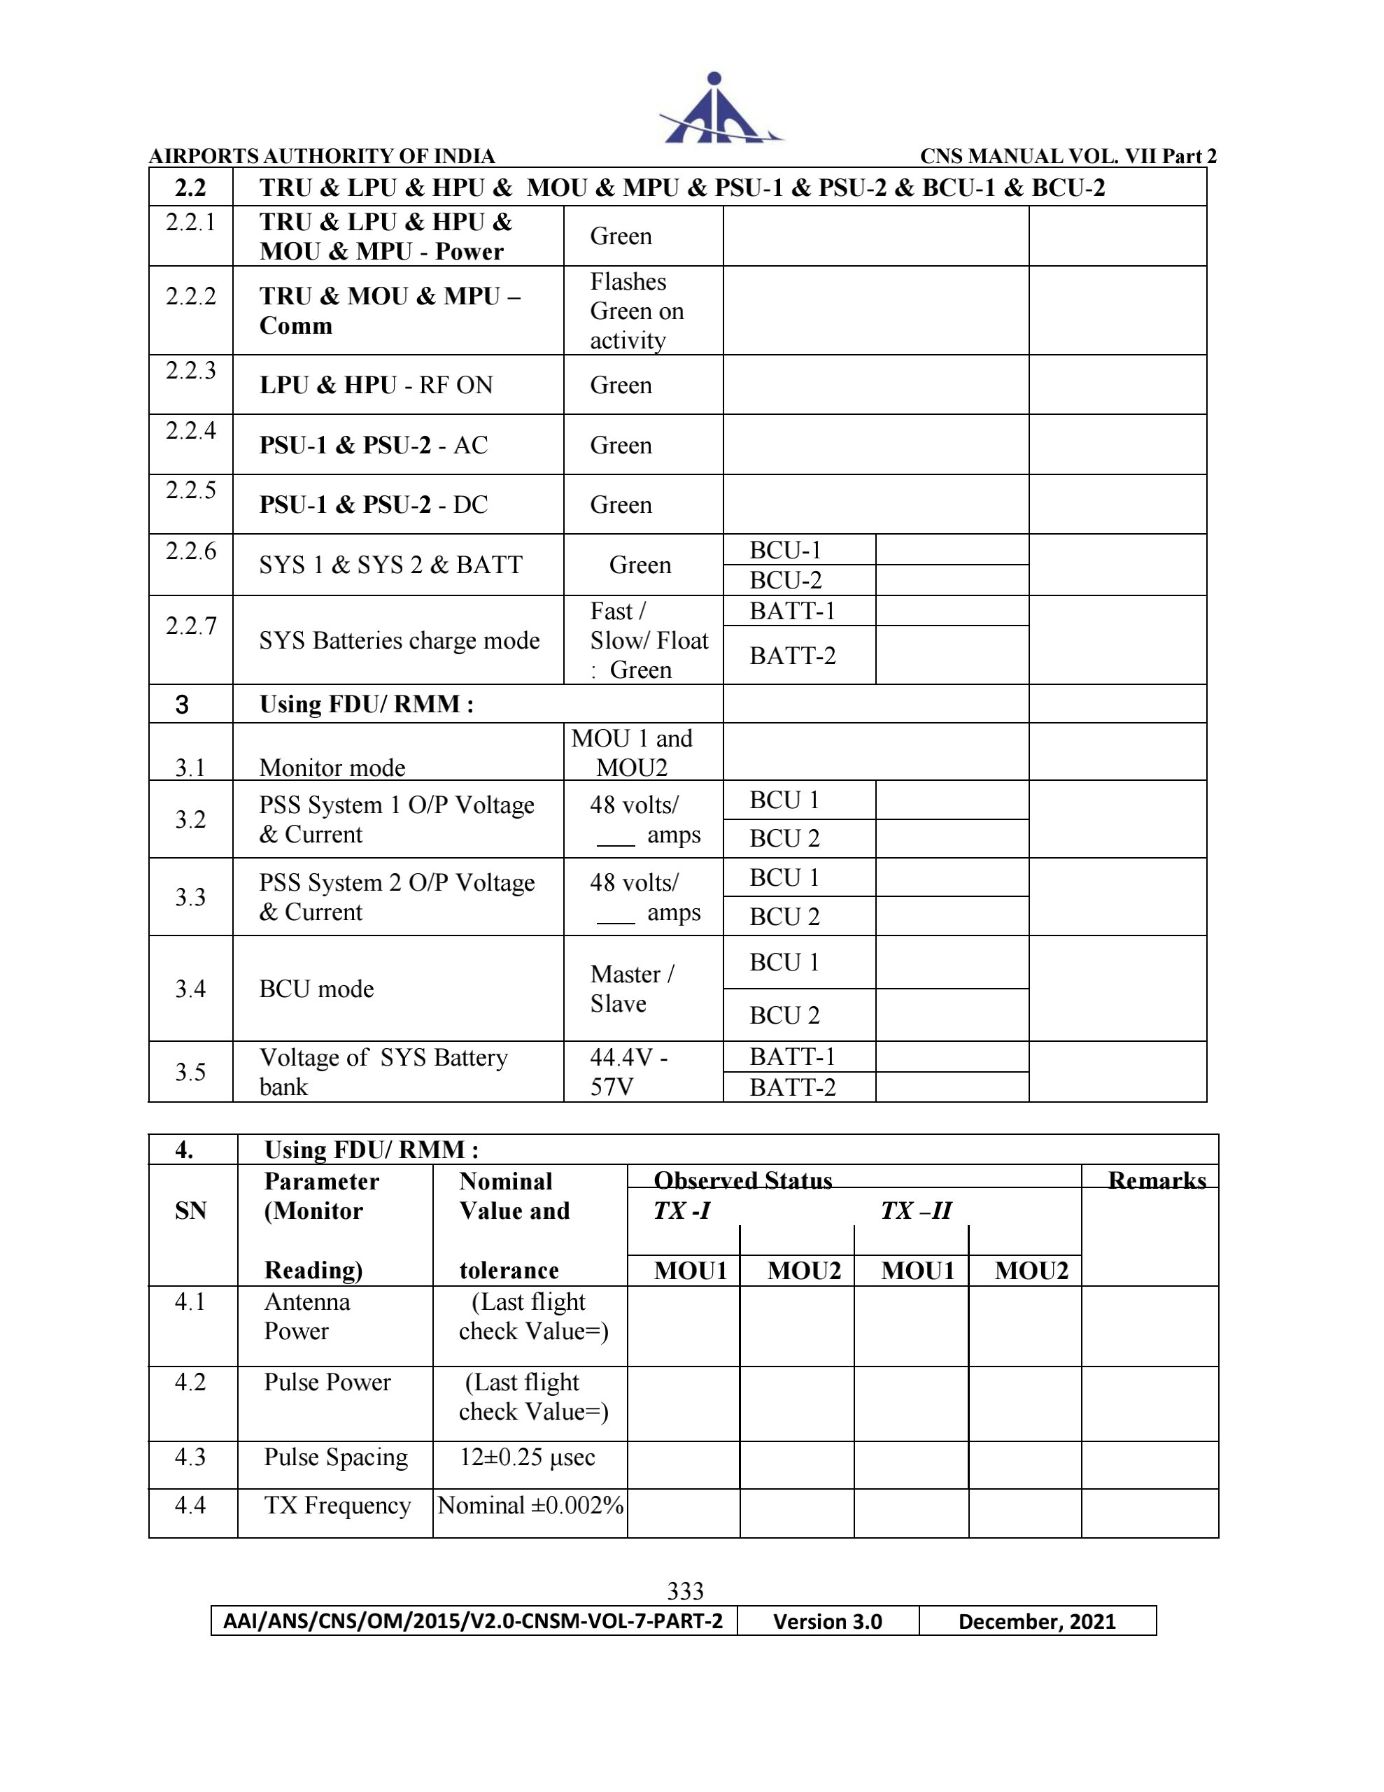 AIRPORTS AUTHORITY OF INDIA CNS MANUAL VOL. VII Part 2
2.2 TRU & LPU & HPU & MOU & MPU & PSU-1 & PSU-2 & BCU-1 & BCU-2
2.2.1 TRU & LPU & HPU &
MOU & MPU - Power Green
2.2.2 TRU & MOU & MPU –
Comm Flashes
Green on
activity
2.2.3 LPU & HPU - RF ON Green
2.2.4 PSU-1 & PSU-2 - AC Green
2.2.5 PSU-1 & PSU-2 - DC Green
2.2.6 SYS 1 & SYS 2 & BATT Green BCU-1
BCU-2
2.2.7 SYS Batteries charge mode Fast /
Slow/ Float
: Green BATT-1
BATT-2
3 Using FDU/ RMM :
3.1 Monitor mode MOU 1 and
MOU2
3.2 PSS System 1 O/P Voltage
& Current 48 volts/
___ amps BCU 1
BCU 2
3.3 PSS System 2 O/P Voltage
& Current 48 volts/
___ amps BCU 1
BCU 2
3.4 BCU mode Master /
Slave BCU 1
BCU 2
3.5 Voltage of SYS Battery
bank 44.4V -
57V BATT-1
BATT-2
4. Using FDU/ RMM :
SN Parameter
(Monitor
Reading) Nominal
Value and
tolerance Observed Status Remarks
TX -I TX –II
MOU1 MOU2 MOU1 MOU2
4.1 Antenna
Power (Last flight
check Value=)
4.2 Pulse Power (Last flight
check Value=)
4.3 Pulse Spacing 12±0.25 µsec
4.4 TX Frequency Nominal ±0.002%
333
AAI/ANS/CNS/OM/2015/V2.0-CNSM-VOL-7-PART-2 Version 3.0 December, 2021